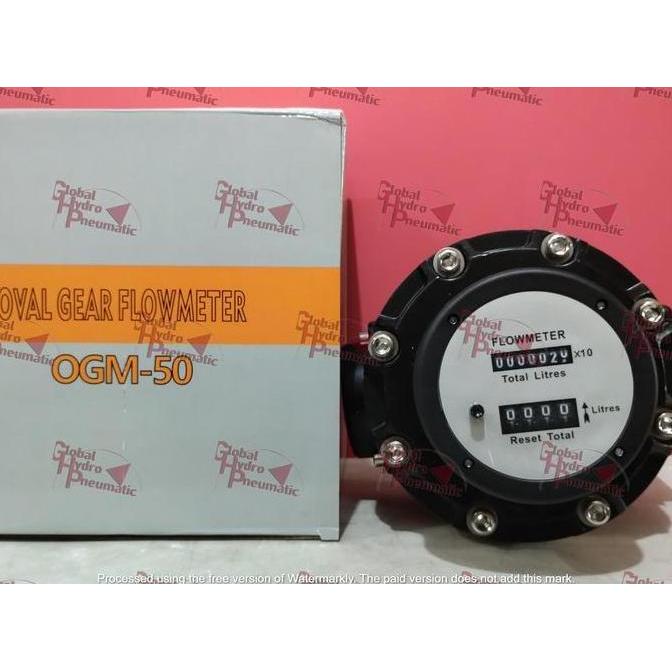 Global Hydro Pneumatic
OVAL GEAR FLOWMETER
OGM-50
FLOWMETER
X10
Total Litres
0000
Litres
Reset Total
Processed using the free version of Watermarkly. The paid version does not add this mark.